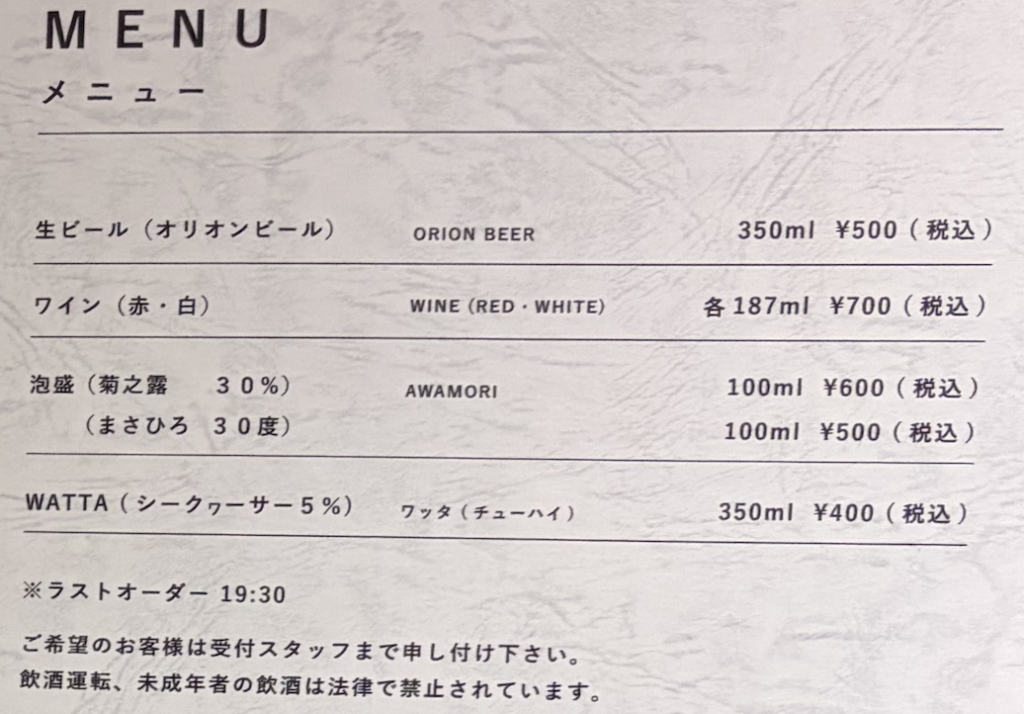 MENU
メニュー
生ビール（オリオンビール） ORION BEER 350ml ¥500（税込）
ワイン（赤・白） WINE（RED・WHITE） 各187ml ¥700（税込）
泡盛（菊之露　３０%） AWAMORI 100ml ¥600（税込）
（まさひろ　３０度） 100ml ¥500（税込）
WATTA（シークヮーサー５%） ワッタ（チューハイ） 350ml ¥400（税込）
※ラストオーダー 19:30
ご希望のお客様は受付スタッフまで申し付け下さい。
飲酒運転、未成年者の飲酒は法律で禁止されています。